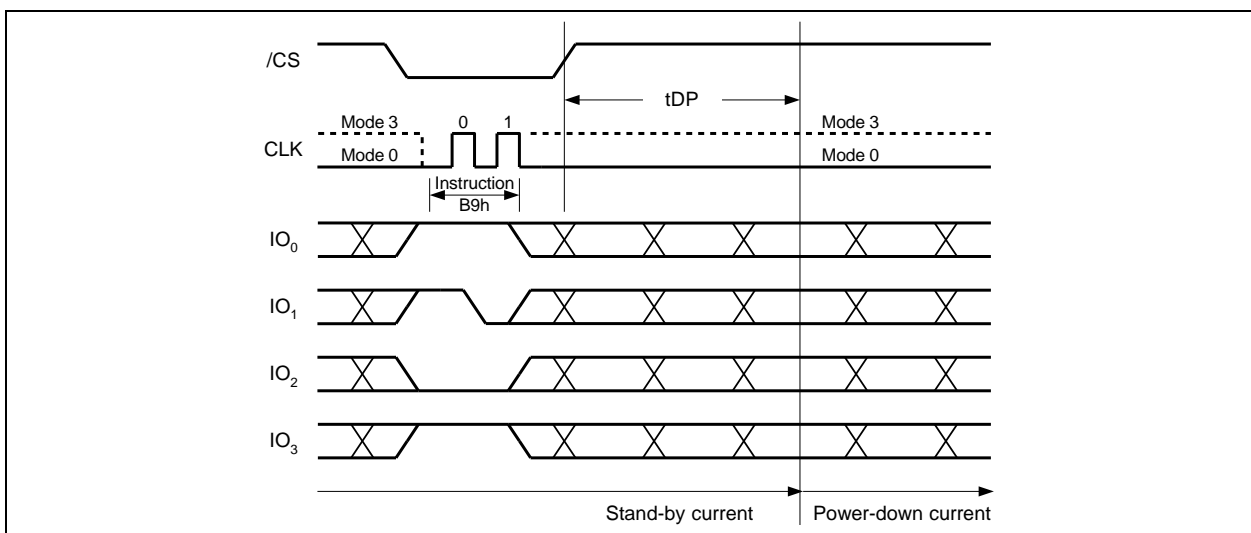 /CS
tDP
Mode 3 0 1 Mode 3
CLK
Mode 0 Mode 0
Instruction
B9h
IO0
IO1
IO2
IO3
Stand-by current Power-down current